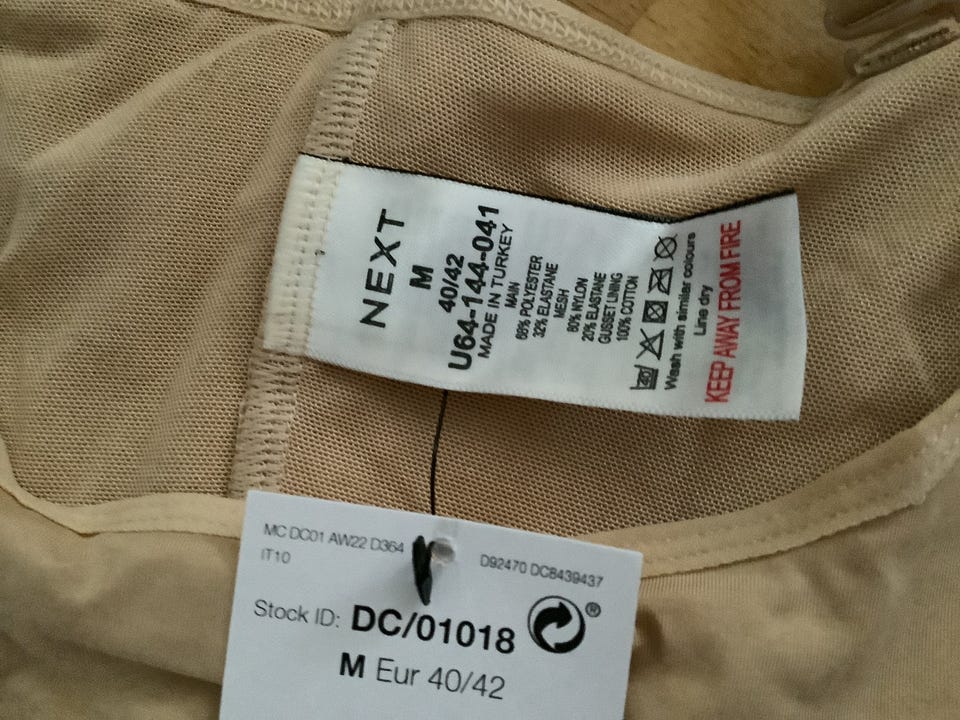 NEXT
M
40/42
U64-144-041
MADE IN TURKEY
MAIN
68% POLYESTER
32% ELASTANE
MESH
80% NYLON
20% ELASTANE
GUSSET LINING
100% COTTON
40
Wash with similar colours
Line dry
KEEP AWAY FROM FIRE
MC DC01 AW22 D364
IT10
D92470 DC8439437
Stock ID: DC/01018 ®
M Eur 40/42